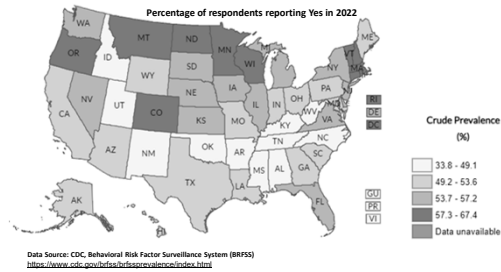 Percentage of respondents reporting Yes in 2022
WA
MT
ND
MN
ME
OR
ID
SD
WI
MI
VT
NY
MA
WY
NV
NE
IA
PA
UT
CO
IL
IN
OH
WV
VA
MD
CA
KS
MO
KY
NC
TN
AZ
NM
OK
AR
SC
MS
AL
GA
TX
LA
FL
AK
HI
RI
DE
DC
GU
PR
VI
Crude Prevalence
(%)
33.8 - 49.1
49.2 - 53.6
53.7 - 57.2
57.3 - 67.4
Data unavailable
Data Source: CDC, Behavioral Risk Factor Surveillance System (BRFSS)
https://www.cdc.gov/brfss/brfssprevalence/index.html